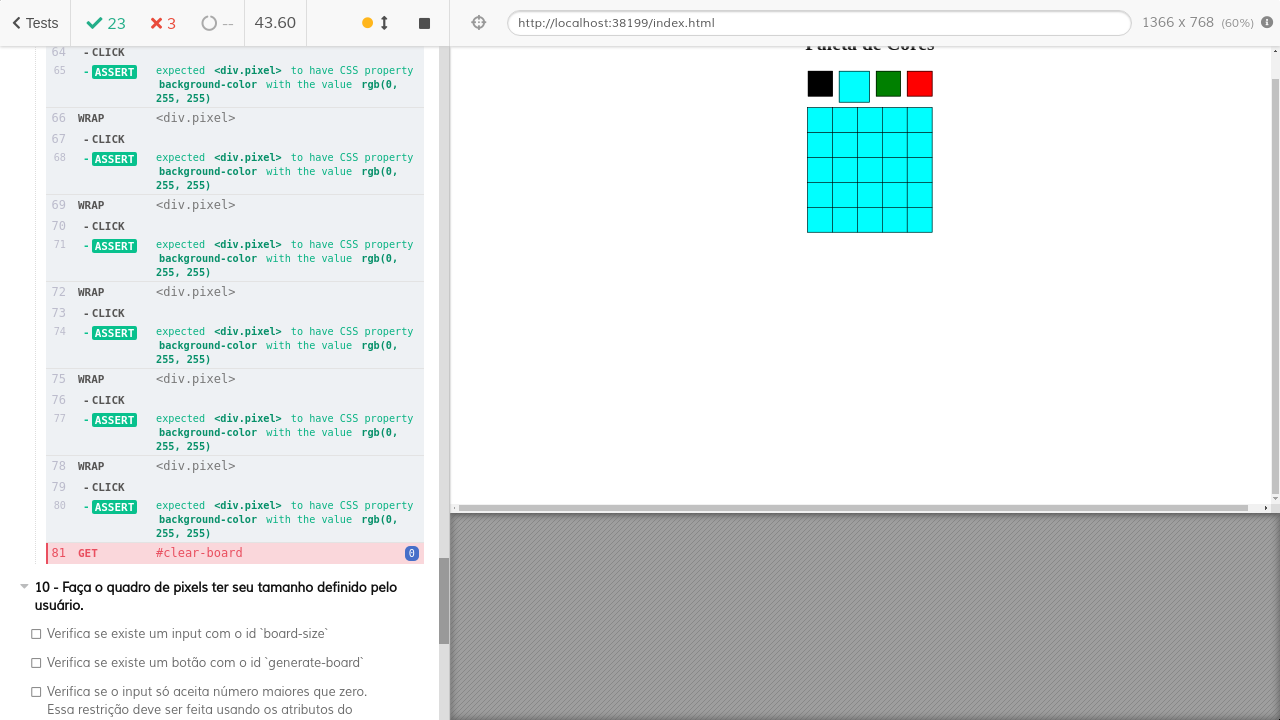 Tests
23
3
--
43.60
http://localhost:38199/index.html
1366 x 768 (60%)
64 - CLICK
65 - ASSERT expected <div.pixel> to have CSS property
background-color with the value rgb(0,
255, 255)
66 WRAP <div.pixel>
67 - CLICK
68 - ASSERT expected <div.pixel> to have CSS property
background-color with the value rgb(0,
255, 255)
69 WRAP <div.pixel>
70 - CLICK
71 - ASSERT expected <div.pixel> to have CSS property
background-color with the value rgb(0,
255, 255)
72 WRAP <div.pixel>
73 - CLICK
74 - ASSERT expected <div.pixel> to have CSS property
background-color with the value rgb(0,
255, 255)
75 WRAP <div.pixel>
76 - CLICK
77 - ASSERT expected <div.pixel> to have CSS property
background-color with the value rgb(0,
255, 255)
78 WRAP <div.pixel>
79 - CLICK
80 - ASSERT expected <div.pixel> to have CSS property
background-color with the value rgb(0,
255, 255)
81 GET #clear-board 0
10 - Faça o quadro de pixels ter seu tamanho definido pelo
usuário.
Verifica se existe um input com o id `board-size`
Verifica se existe um botão com o id `generate-board`
Verifica se o input só aceita número maiores que zero.
Essa restrição deve ser feita usando os atributos do
Paleta de Cores